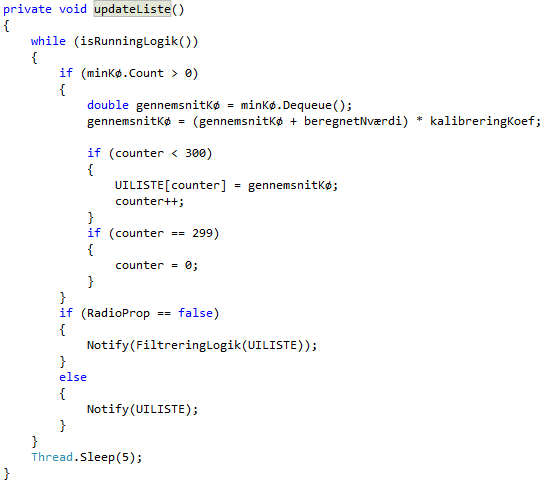 private void updateListe()
{
    while (isRunningLogik())
    {
        if (minKø.Count > 0)
        {
            double gennemsnitKø = minKø.Dequeue();
            gennemsnitKø = (gennemsnitKø + beregnetNværdi) * kalibreringKoef;

            if (counter < 300)
            {
                UILISTE[counter] = gennemsnitKø;
                counter++;
            }
            if (counter == 299)
            {
                counter = 0;
            }
        }
        if (RadioProp == false)
        {
            Notify(FiltreringLogik(UILISTE));
        }
        else
        {
            Notify(UILISTE);
        }
    }
    Thread.Sleep(5);
}